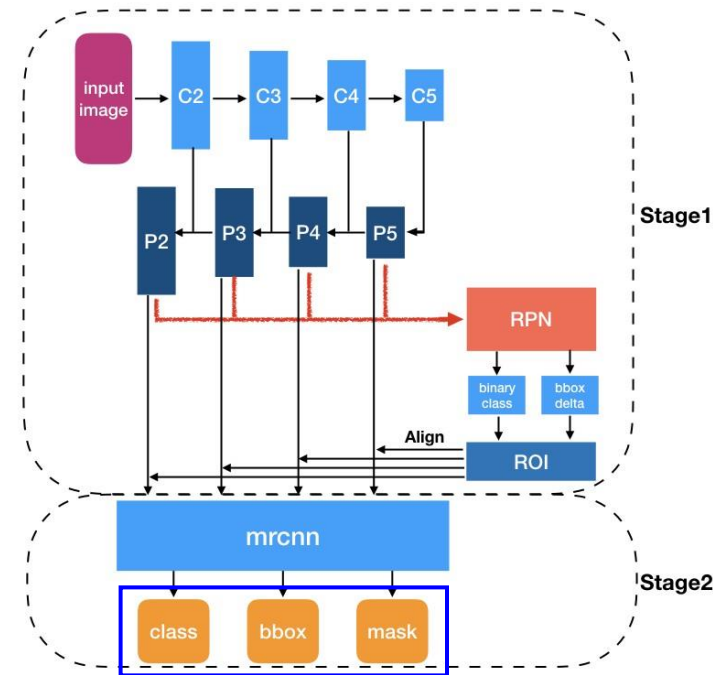 input
image
C2
C3
C4
C5
P2
P3
P4
P5
Stage1
RPN
binary
class
bbox
delta
Align
ROI
mrcnn
Stage2
class
bbox
mask